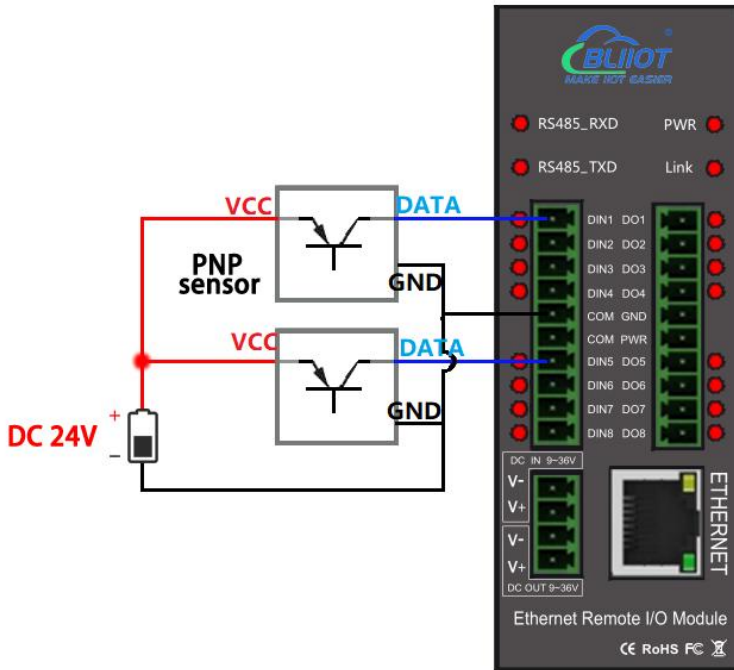 BLIIOT ®
MAKE IIOT EASIER
RS485_RXD PWR
RS485_TXD Link
VCC DATA
PNP
sensor
GND
VCC DATA
GND
+
DC 24V
−
DIN1 DO1
DIN2 DO2
DIN3 DO3
DIN4 DO4
COM GND
COM PWR
DIN5 DO5
DIN6 DO6
DIN7 DO7
DIN8 DO8
DC IN 9~36V
V-
V+
V-
V+
DC OUT 9~36V
ETHERNET
Ethernet Remote I/O Module
CE RoHS FC